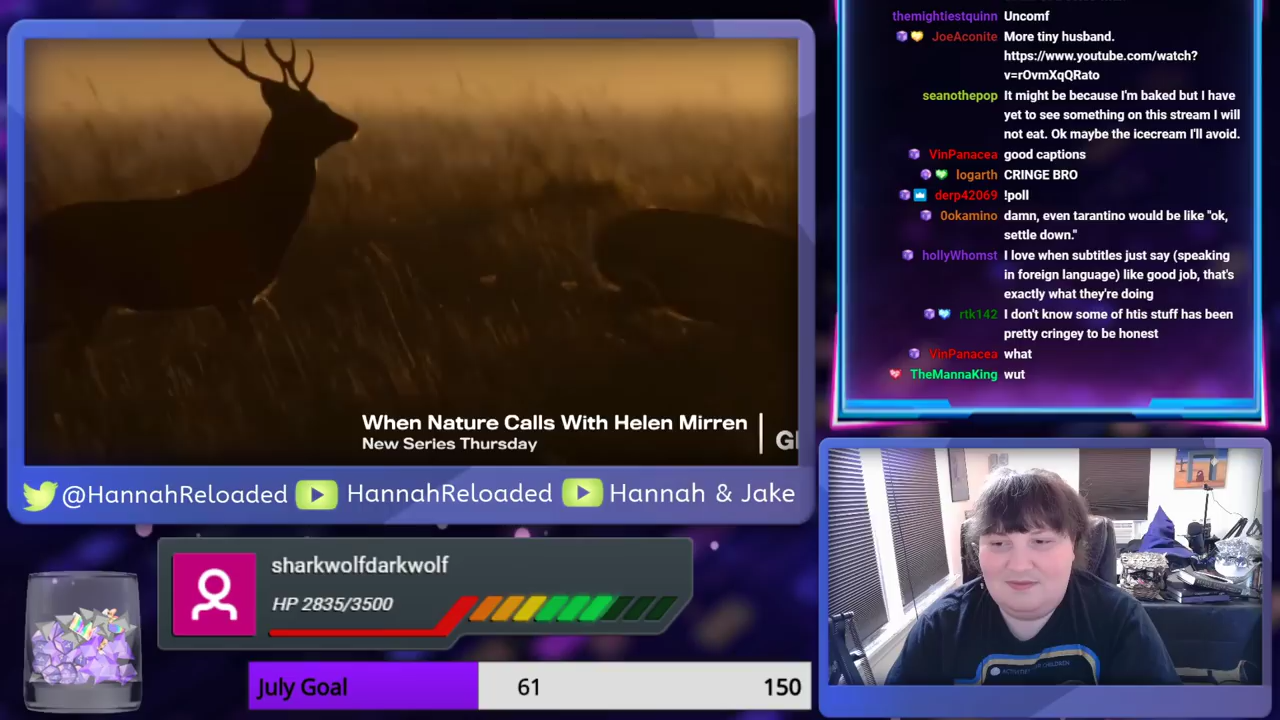 When Nature Calls With Helen Mirren
New Series Thursday
@HannahReloaded HannahReloaded Hannah & Jake
sharkwolfdarkwolf
HP 2835/3500
July Goal 61 150
themightiestquinn Uncomf
JoeAconite More tiny husband.
https://www.youtube.com/watch?
v=rOvmXqQRato
seanothepop It might be because I'm baked but I have
yet to see something on this stream I will
not eat. Ok maybe the icecream I'll avoid.
VinPanacea good captions
logarth CRINGE BRO
derp42069 !poll
0okamino damn, even tarantino would be like "ok,
settle down."
hollyWhomst I love when subtitles just say (speaking
in foreign language) like good job, that's
exactly what they're doing
rtk142 I don't know some of htis stuff has been
pretty cringey to be honest
VinPanacea what
TheMannaKing wut